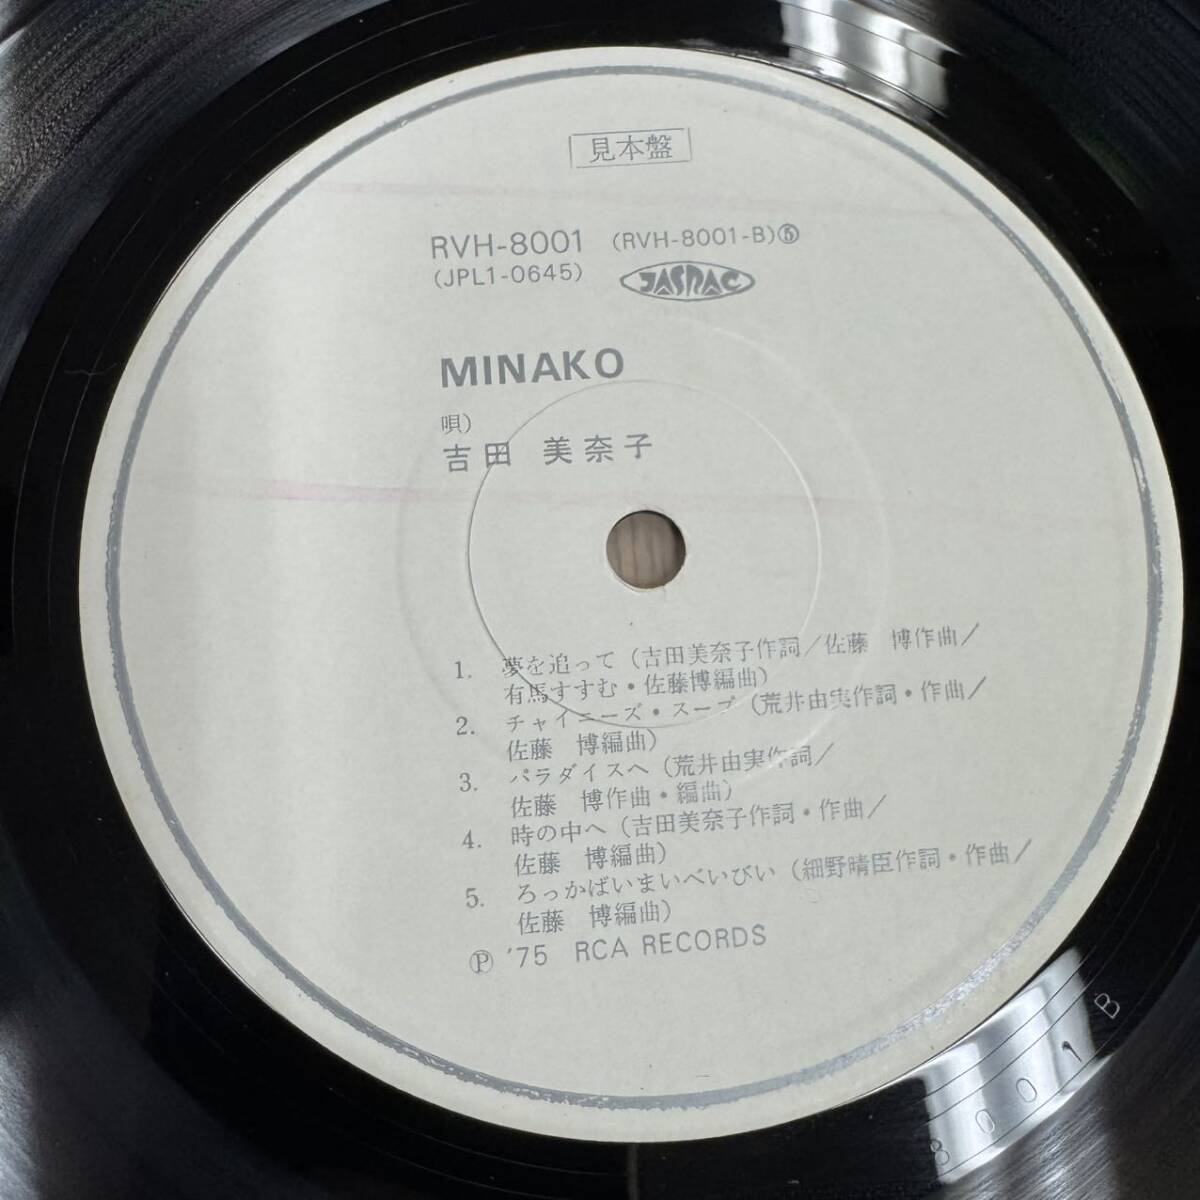 見本盤
RVH-8001 (RVH-8001-B)⑤
(JPL1-0645) JASRAC
MINAKO
唄)
吉田 美奈子
1. 夢を追って (吉田美奈子作詞/佐藤 博作曲/
有馬すすむ・佐藤博編曲)
2. チャイニーズ・スープ (荒井由実作詞・作曲/
佐藤 博編曲)
3. パラダイスへ (荒井由実作詞/
佐藤 博作曲・編曲)
4. 時の中へ (吉田美奈子作詞・作曲/
佐藤 博編曲)
5. ろっかばいまいべいびい (細野晴臣作詞・作曲/
佐藤 博編曲)
Ⓟ '75 RCA RECORDS
8001B